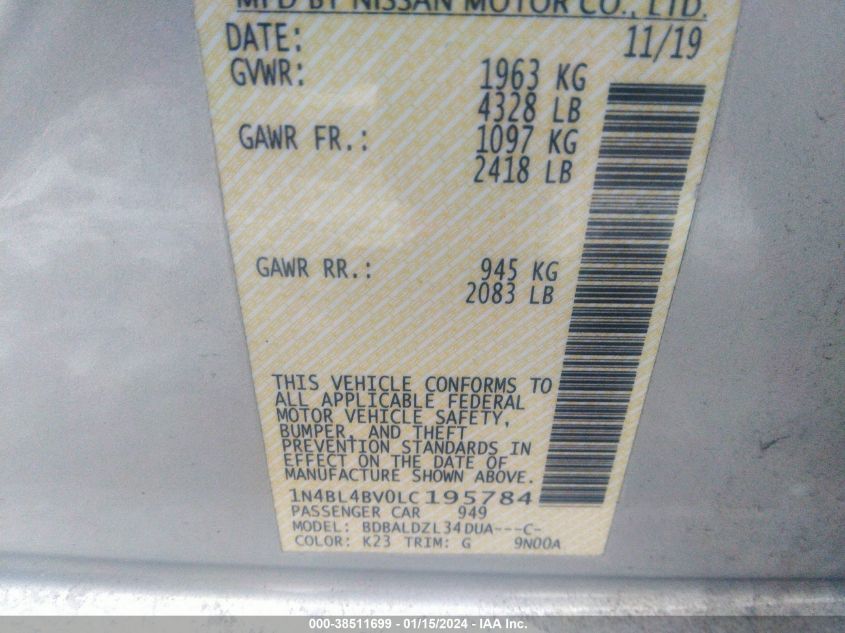 MFD BY NISSAN MOTOR CO., LTD.
DATE: 11/19
GVWR: 1963 KG
4328 LB
GAWR FR.: 1097 KG
2418 LB
GAWR RR.: 945 KG
2083 LB
THIS VEHICLE CONFORMS TO
ALL APPLICABLE FEDERAL
MOTOR VEHICLE SAFETY,
BUMPER, AND THEFT
PREVENTION STANDARDS IN
EFFECT ON THE DATE OF
MANUFACTURE SHOWN ABOVE.
1N4BL4BV0LC195784
PASSENGER CAR 949
MODEL: BDBALDZL34DUA---C-
COLOR: K23 TRIM: G 9N00A
000-38511699 - 01/15/2024 - IAA Inc.